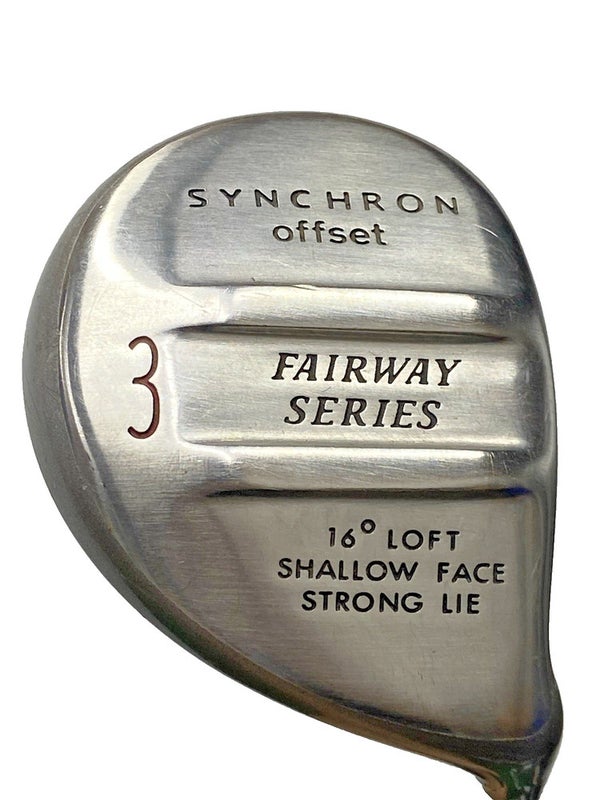 SYNCHRON
offset
3
FAIRWAY
SERIES
16° LOFT
SHALLOW FACE
STRONG LIE